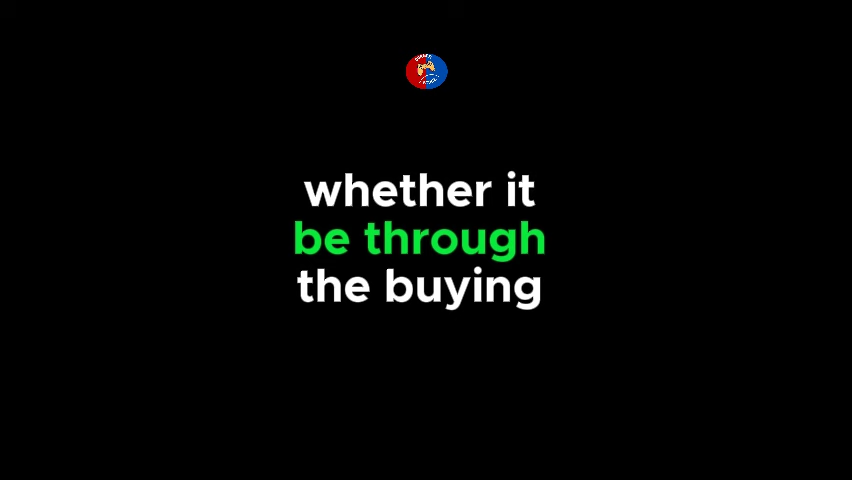 whether it
be through
the buying